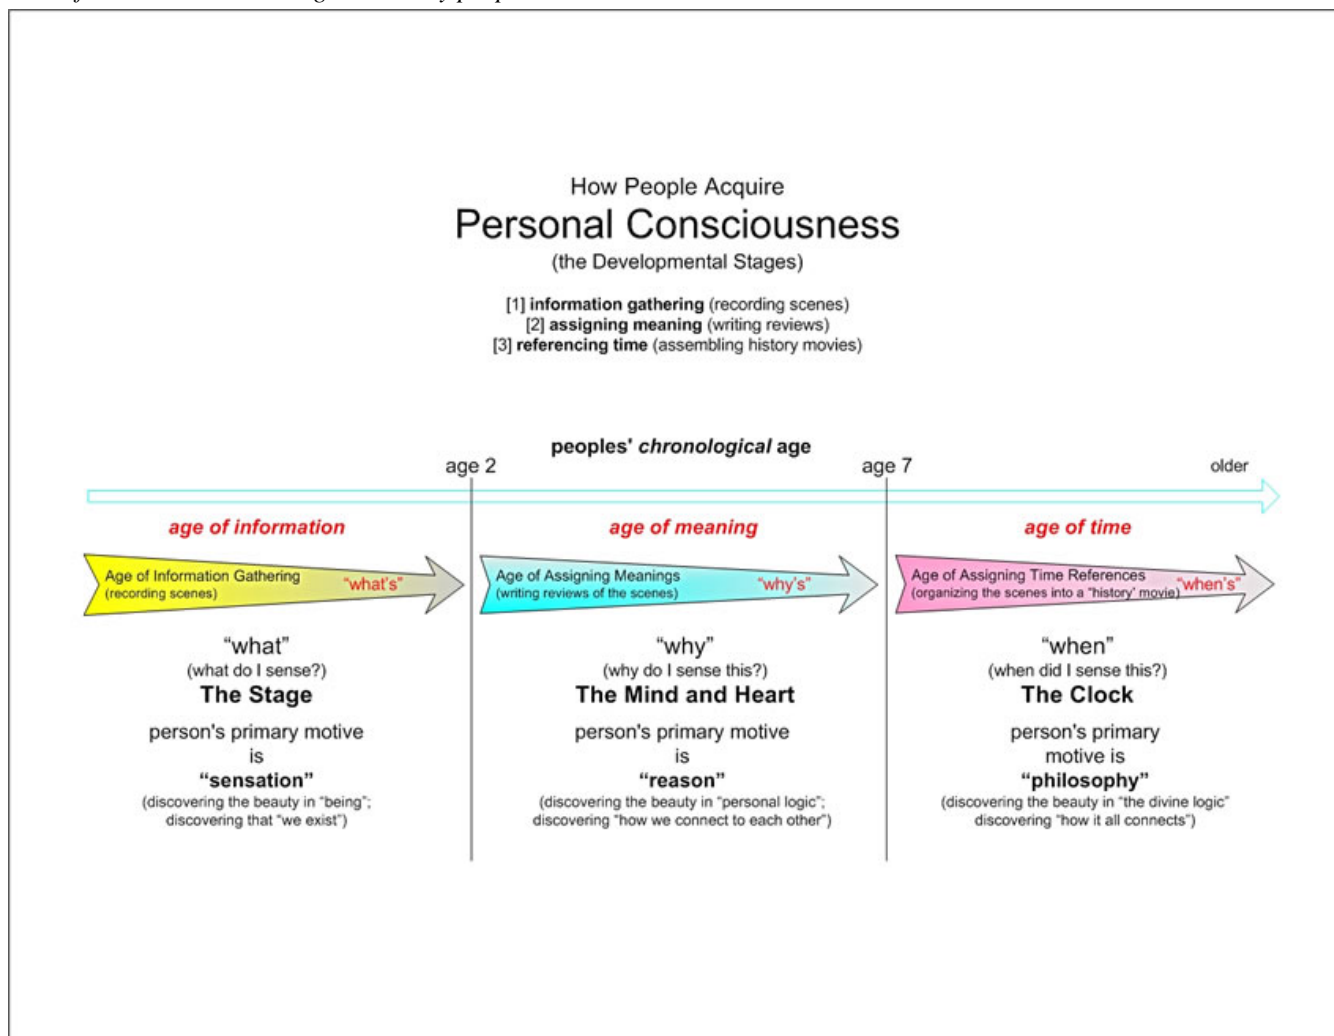 How People Acquire
Personal Consciousness
(the Developmental Stages)
[1] information gathering (recording scenes)
[2] assigning meaning (writing reviews)
[3] referencing time (assembling history movies)
peoples' chronological age
age 2
age 7
older
age of information
age of meaning
age of time
Age of Information Gathering
(recording scenes)
"what's"
Age of Assigning Meanings
(writing reviews of the scenes)
"why's"
Age of Assigning Time References
(organizing the scenes into a "history' movie)
"when's"
“what”
(what do I sense?)
The Stage
person's primary motive
is
“sensation”
(discovering the beauty in “being”;
discovering that “we exist”)
“why”
(why do I sense this?)
The Mind and Heart
person's primary motive
is
“reason”
(discovering the beauty in “personal logic”;
discovering “how we connect to each other”)
“when”
(when did I sense this?)
The Clock
person's primary
motive is
“philosophy”
(discovering the beauty in “the divine logic”
discovering “how it all connects”)